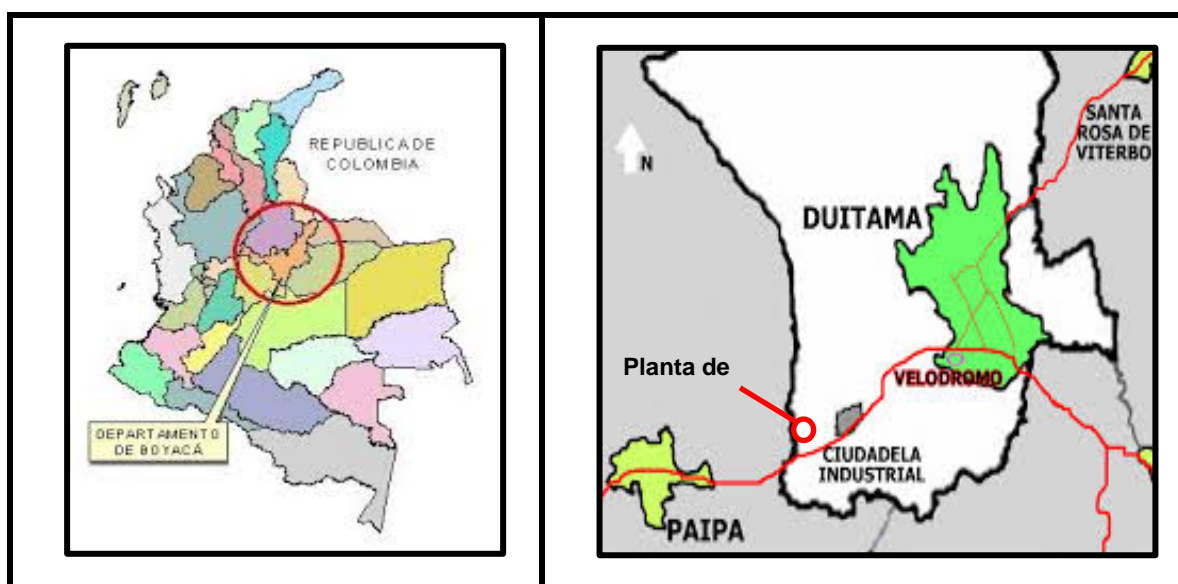 REPUBLICA DE
COLOMBIA
DEPARTAMENTO
DE BOYACÁ
N
SANTA
ROSA DE
VITERBO
DUITAMA
Planta de
VELODROMO
CIUDADELA
INDUSTRIAL
PAIPA